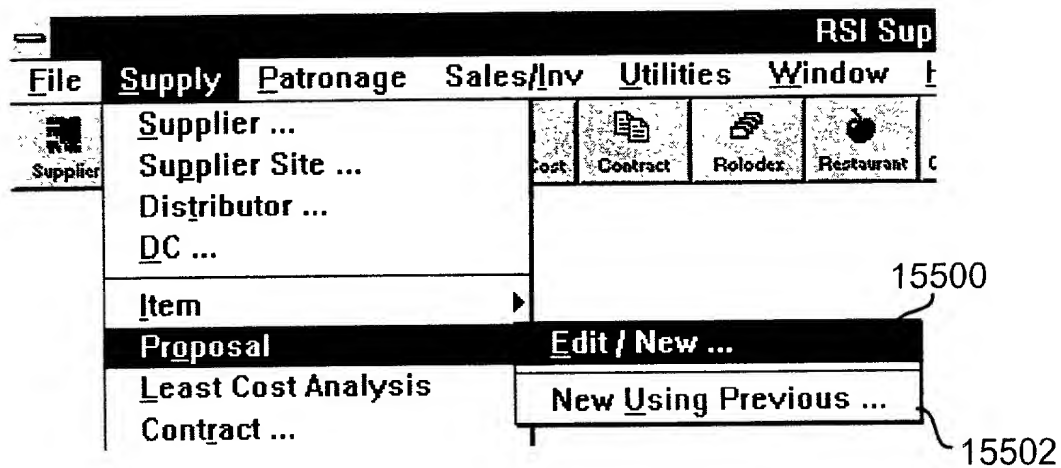 RSI Sup
File Supply Patronage Sales/Inv Utilities Window
Supplier Cost Contract Rolodex Restaurant
Supplier ...
Supplier Site ...
Distributor ...
DC ...
Item
Proposal
Least Cost Analysis
Contract ...
15500
Edit / New ...
New Using Previous ...
15502